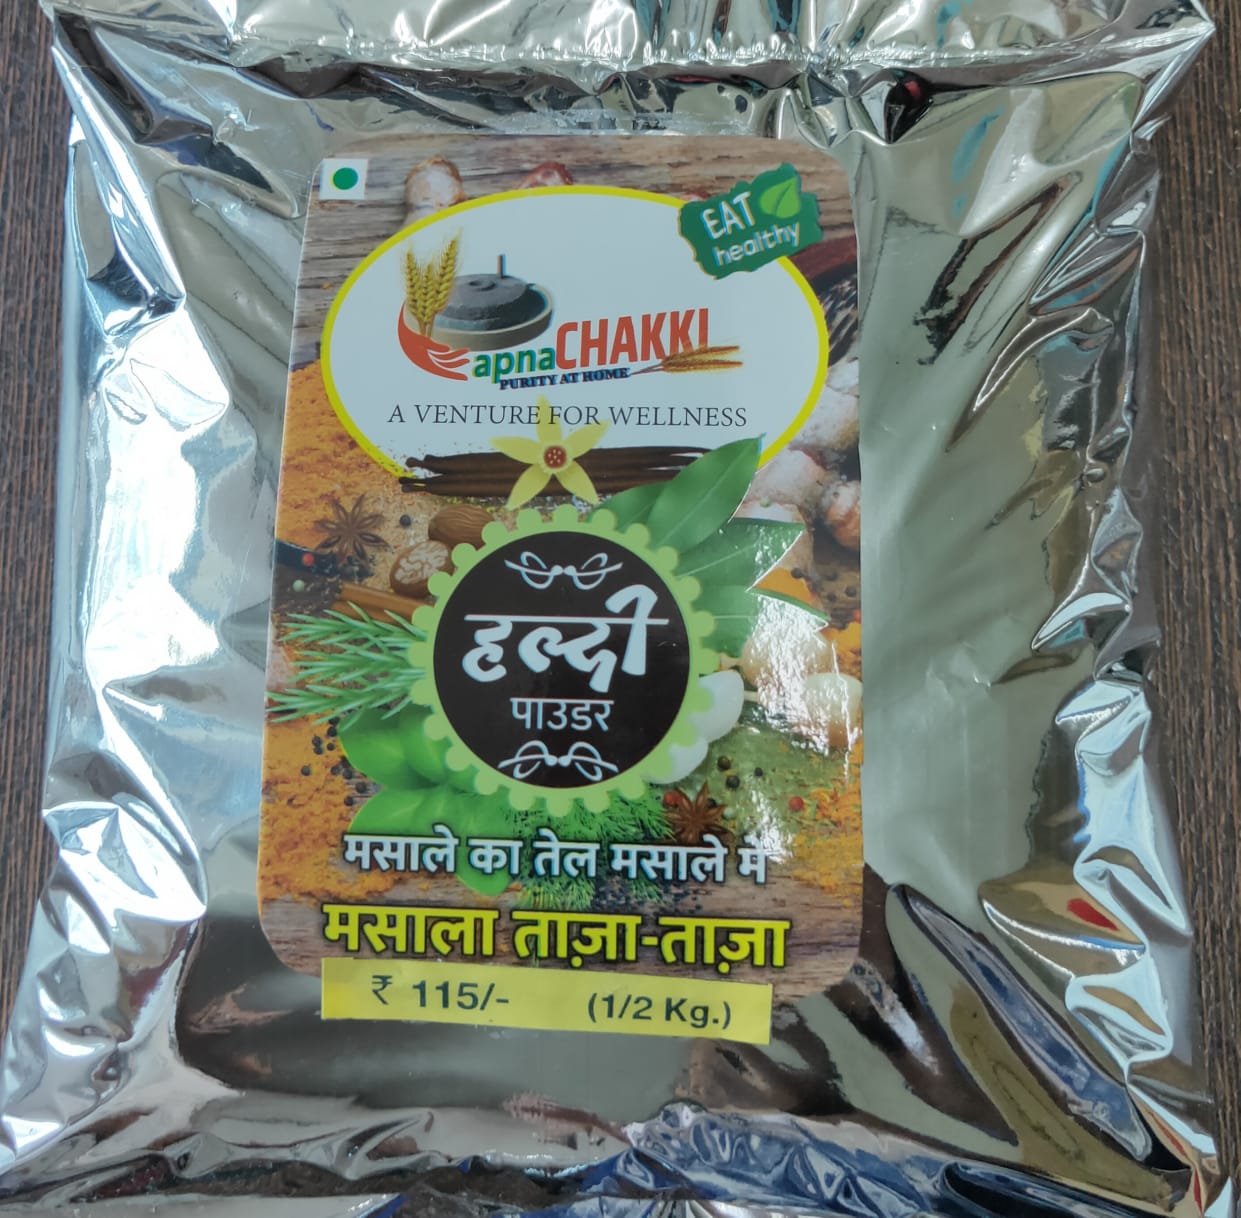 EAT
healthy
apnaCHAKKI
PURITY AT HOME
A VENTURE FOR WELLNESS
हल्दी
पाउडर
मसाले का तेल मसाले में
मसाला ताज़ा-ताज़ा
₹ 115/- (1/2 Kg.)